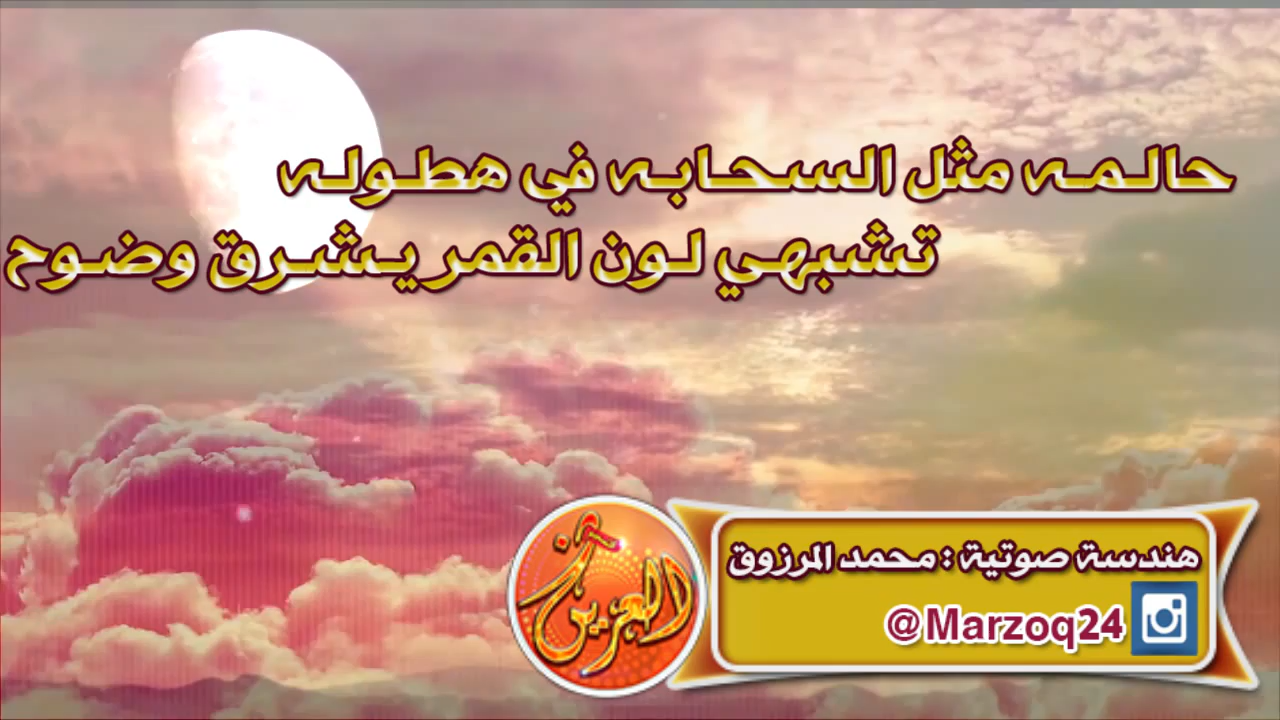 حالمه مثل السحابه في هطوله
تشبهي لون القمر يشرق وضوح
هندسة صوتية : محمد المرزوق
@Marzoq24